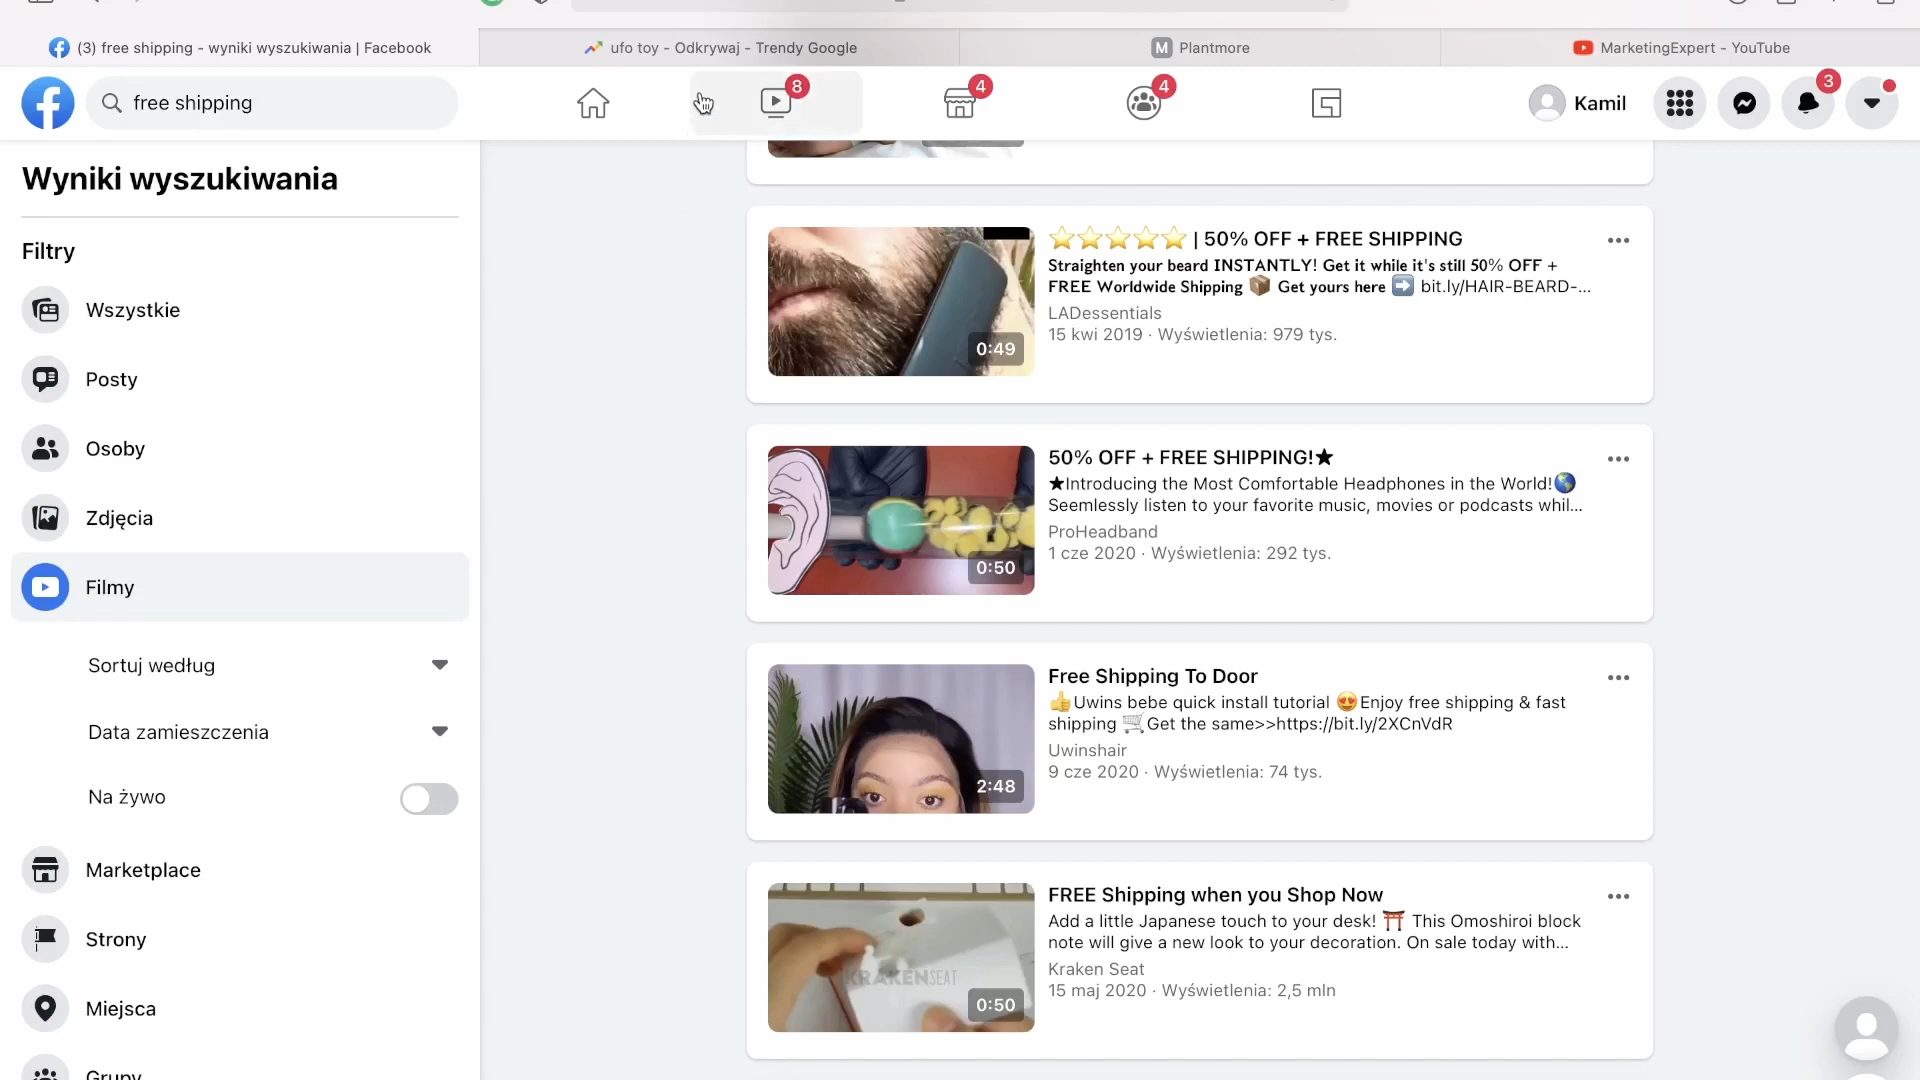 (3) free shipping - wyniki wyszukiwania | Facebook
ufo toy - Odkrywaj - Trendy Google
M Plantmore
MarketingExpert - YouTube
free shipping
8
4
4
Kamil
3
Wyniki wyszukiwania
Filtry
Wszystkie
Posty
Osoby
Zdjęcia
Filmy
Sortuj według
Data zamieszczenia
Na żywo
Marketplace
Strony
Miejsca
Grupy
⭐⭐⭐⭐⭐ | 50% OFF + FREE SHIPPING
Straighten your beard INSTANTLY! Get it while it's still 50% OFF +
FREE Worldwide Shipping 📦 Get yours here ➡️ bit.ly/HAIR-BEARD-...
LADessentials
15 kwi 2019 · Wyświetlenia: 979 tys.
0:49
50% OFF + FREE SHIPPING!★
★Introducing the Most Comfortable Headphones in the World!🌎
Seemlessly listen to your favorite music, movies or podcasts whil...
ProHeadband
1 cze 2020 · Wyświetlenia: 292 tys.
0:50
Free Shipping To Door
👍Uwins bebe quick install tutorial 😍Enjoy free shipping & fast
shipping 🛒Get the same>>https://bit.ly/2XCnVdR
Uwinshair
9 cze 2020 · Wyświetlenia: 74 tys.
2:48
FREE Shipping when you Shop Now
Add a little Japanese touch to your desk! ⛩️ This Omoshiroi block
note will give a new look to your decoration. On sale today with...
Kraken Seat
15 maj 2020 · Wyświetlenia: 2,5 mln
KRAKENSEAT
0:50